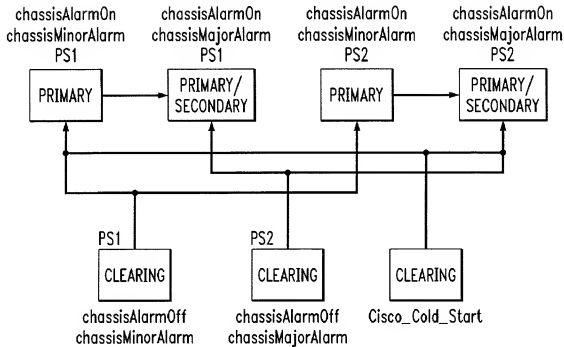 chassisAlarmOn
chassisMinorAlarm
PS1
chassisAlarmOn
chassisMajorAlarm
PS1
chassisAlarmOn
chassisMinorAlarm
PS2
chassisAlarmOn
chassisMajorAlarm
PS2
PRIMARY
PRIMARY/
SECONDARY
PRIMARY
PRIMARY/
SECONDARY
PS1
CLEARING
chassisAlarmOff
chassisMinorAlarm
PS2
CLEARING
chassisAlarmOff
chassisMajorAlarm
CLEARING
Cisco_Cold_Start